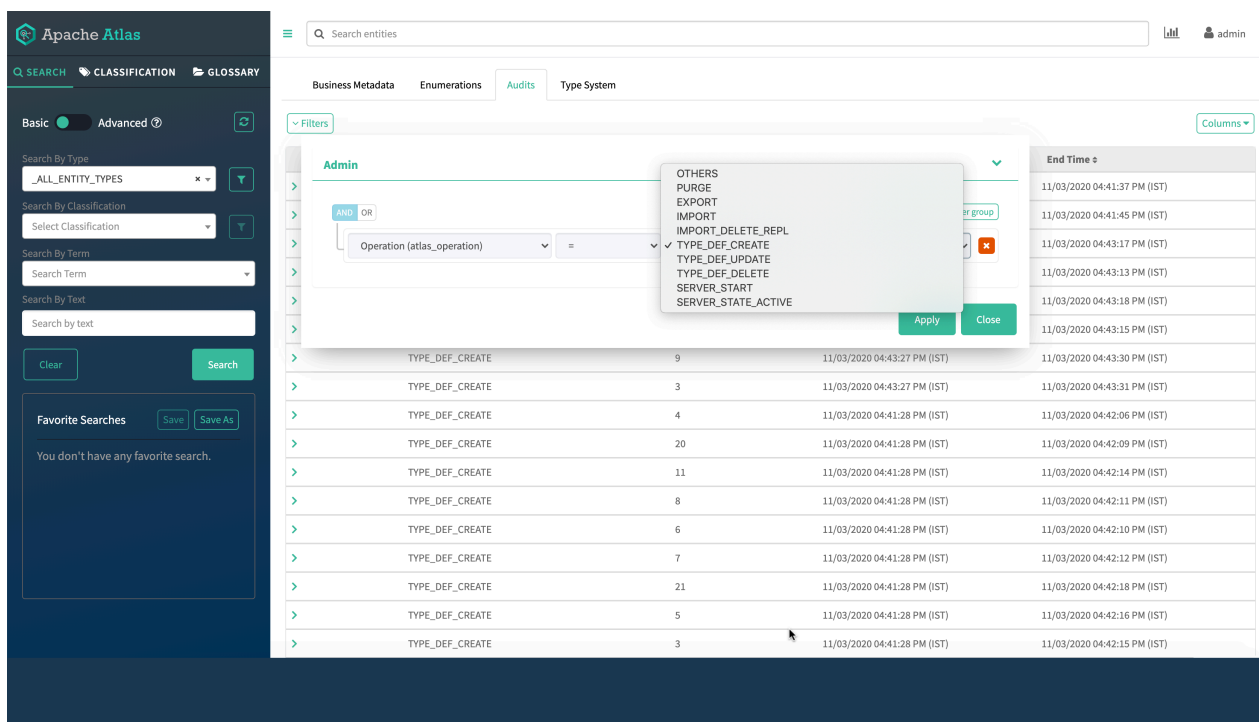 Apache Atlas
Search entities
admin
SEARCH CLASSIFICATION GLOSSARY
Business Metadata Enumerations Audits Type System
Basic Advanced
Filters
Columns
Search By Type
_ALL_ENTITY_TYPES
Search By Classification
Select Classification
Search By Term
Search Term
Search By Text
Search by text
Clear Search
Favorite Searches Save Save As
You don't have any favorite search.
Admin
AND OR
group
Operation (atlas_operation) =
OTHERS
PURGE
EXPORT
IMPORT
IMPORT_DELETE_REPL
✓ TYPE_DEF_CREATE
TYPE_DEF_UPDATE
TYPE_DEF_DELETE
SERVER_START
SERVER_STATE_ACTIVE
Apply Close
End Time
11/03/2020 04:41:37 PM (IST)
11/03/2020 04:41:45 PM (IST)
11/03/2020 04:43:17 PM (IST)
11/03/2020 04:43:13 PM (IST)
11/03/2020 04:43:18 PM (IST)
11/03/2020 04:43:15 PM (IST)
TYPE_DEF_CREATE 9 11/03/2020 04:43:27 PM (IST) 11/03/2020 04:43:30 PM (IST)
TYPE_DEF_CREATE 3 11/03/2020 04:43:27 PM (IST) 11/03/2020 04:43:31 PM (IST)
TYPE_DEF_CREATE 4 11/03/2020 04:41:28 PM (IST) 11/03/2020 04:42:06 PM (IST)
TYPE_DEF_CREATE 20 11/03/2020 04:41:28 PM (IST) 11/03/2020 04:42:09 PM (IST)
TYPE_DEF_CREATE 11 11/03/2020 04:41:28 PM (IST) 11/03/2020 04:42:14 PM (IST)
TYPE_DEF_CREATE 8 11/03/2020 04:41:28 PM (IST) 11/03/2020 04:42:11 PM (IST)
TYPE_DEF_CREATE 6 11/03/2020 04:41:28 PM (IST) 11/03/2020 04:42:10 PM (IST)
TYPE_DEF_CREATE 7 11/03/2020 04:41:28 PM (IST) 11/03/2020 04:42:12 PM (IST)
TYPE_DEF_CREATE 21 11/03/2020 04:41:28 PM (IST) 11/03/2020 04:42:18 PM (IST)
TYPE_DEF_CREATE 5 11/03/2020 04:41:28 PM (IST) 11/03/2020 04:42:16 PM (IST)
TYPE_DEF_CREATE 3 11/03/2020 04:41:28 PM (IST) 11/03/2020 04:42:15 PM (IST)